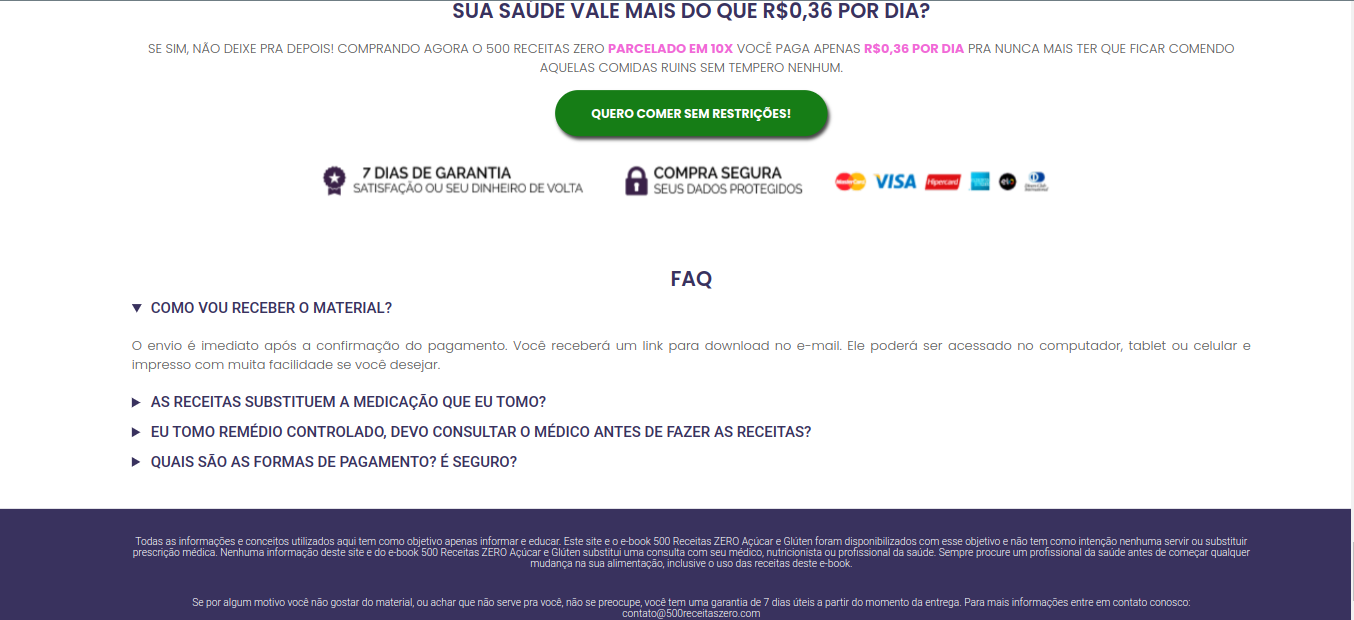 SUA SAÚDE VALE MAIS DO QUE R$0,36 POR DIA?
SE SIM, NÃO DEIXE PRA DEPOIS! COMPRANDO AGORA O 500 RECEITAS ZERO PARCELADO EM 10X VOCÊ PAGA APENAS R$0,36 POR DIA PRA NUNCA MAIS TER QUE FICAR COMENDO
AQUELAS COMIDAS RUINS SEM TEMPERO NENHUM.
QUERO COMER SEM RESTRIÇÕES!
7 DIAS DE GARANTIA
SATISFAÇÃO OU SEU DINHEIRO DE VOLTA
COMPRA SEGURA
SEUS DADOS PROTEGIDOS
MasterCard VISA Hipercard elo
FAQ
COMO VOU RECEBER O MATERIAL?
O envio é imediato após a confirmação do pagamento. Você receberá um link para download no e-mail. Ele poderá ser acessado no computador, tablet ou celular e
impresso com muita facilidade se você desejar.
AS RECEITAS SUBSTITUEM A MEDICAÇÃO QUE EU TOMO?
EU TOMO REMÉDIO CONTROLADO, DEVO CONSULTAR O MÉDICO ANTES DE FAZER AS RECEITAS?
QUAIS SÃO AS FORMAS DE PAGAMENTO? É SEGURO?
Todas as informações e conceitos utilizados aqui tem como objetivo apenas informar e educar. Este site e o e-book 500 Receitas ZERO Açúcar e Glúten foram disponibilizados com esse objetivo e não tem como intenção nenhuma servir ou substituir
prescrição médica. Nenhuma informação deste site e do e-book 500 Receitas ZERO Açúcar e Glúten substitui uma consulta com seu médico, nutricionista ou profissional da saúde. Sempre procure um profissional da saúde antes de começar qualquer
mudança na sua alimentação, inclusive o uso das receitas deste e-book.
Se por algum motivo você não gostar do material, ou achar que não serve pra você, não se preocupe, você tem uma garantia de 7 dias úteis a partir do momento da entrega. Para mais informações entre em contato conosco:
contato@500receitaszero.com